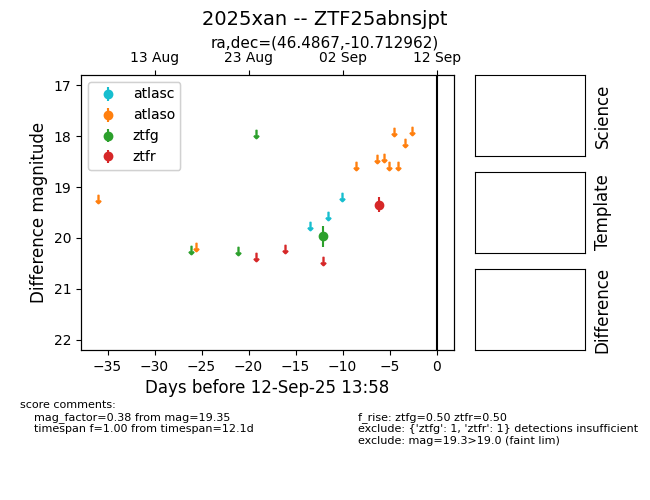 2025xan -- ZTF25abnsjpt
ra,dec=(46.4867,-10.712962)
13 Aug 23 Aug 02 Sep 12 Sep
atlasc
atlaso
ztfg
ztfr
17
18
19
20
21
22
Difference magnitude
−35 −30 −25 −20 −15 −10 −5 0
Days before 12-Sep-25 13:58
Science
Template
Difference
score comments:
mag_factor=0.38 from mag=19.35
timespan f=1.00 from timespan=12.1d
f_rise: ztfg=0.50 ztfr=0.50
exclude: {'ztfg': 1, 'ztfr': 1} detections insufficient
exclude: mag=19.3>19.0 (faint lim)